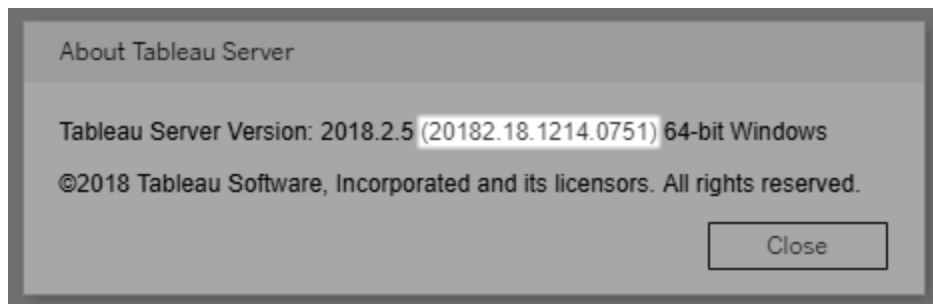 About Tableau Server
Tableau Server Version: 2018.2.5 (20182.18.1214.0751) 64-bit Windows
©2018 Tableau Software, Incorporated and its licensors. All rights reserved.
Close